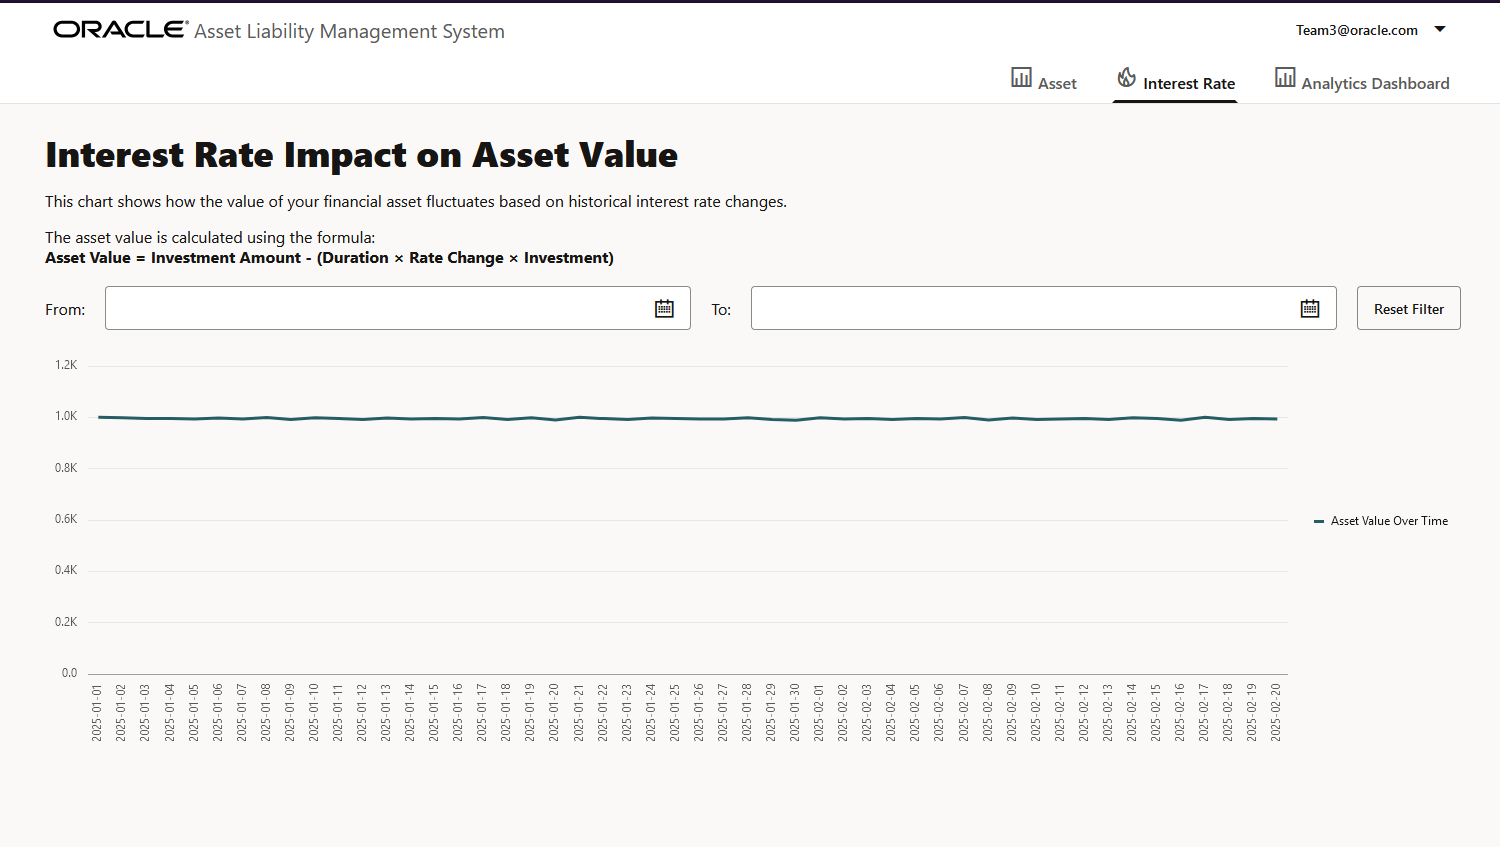 ORACLE® Asset Liability Management System
Team3@oracle.com
Asset
Interest Rate
Analytics Dashboard
Interest Rate Impact on Asset Value
This chart shows how the value of your financial asset fluctuates based on historical interest rate changes.
The asset value is calculated using the formula:
Asset Value = Investment Amount - (Duration × Rate Change × Investment)
From:
To:
Reset Filter
1.2K
1.0K
0.8K
0.6K
0.4K
0.2K
0.0
Asset Value Over Time
2025-01-01
2025-01-02
2025-01-03
2025-01-04
2025-01-05
2025-01-06
2025-01-07
2025-01-08
2025-01-09
2025-01-10
2025-01-11
2025-01-12
2025-01-13
2025-01-14
2025-01-15
2025-01-16
2025-01-17
2025-01-18
2025-01-19
2025-01-20
2025-01-21
2025-01-22
2025-01-23
2025-01-24
2025-01-25
2025-01-26
2025-01-27
2025-01-28
2025-01-29
2025-01-30
2025-02-01
2025-02-02
2025-02-03
2025-02-04
2025-02-05
2025-02-06
2025-02-07
2025-02-08
2025-02-09
2025-02-10
2025-02-11
2025-02-12
2025-02-13
2025-02-14
2025-02-15
2025-02-16
2025-02-17
2025-02-18
2025-02-19
2025-02-20